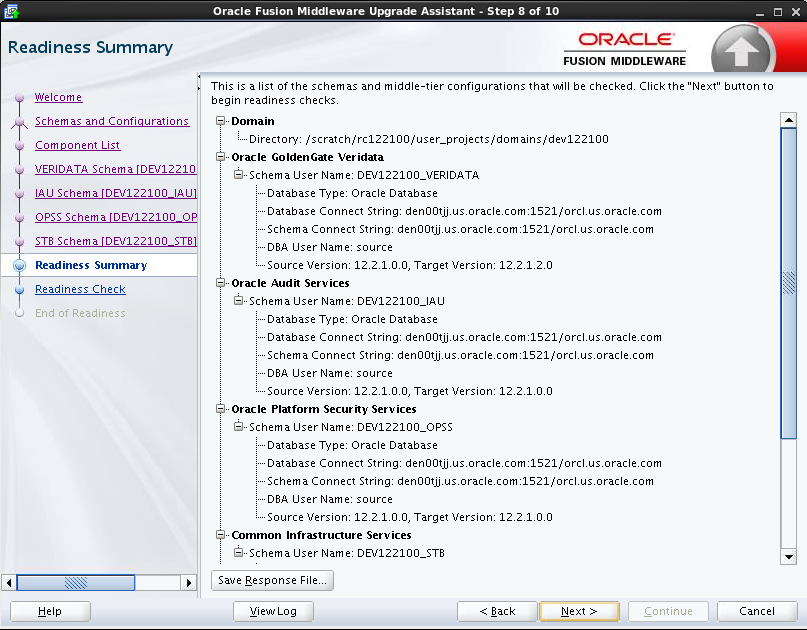 Oracle Fusion Middleware Upgrade Assistant - Step 8 of 10
Readiness Summary
ORACLE
FUSION MIDDLEWARE
Welcome
Schemas and Configurations
Component List
VERIDATA Schema [DEV12210
IAU Schema [DEV122100_IAU]
OPSS Schema [DEV122100_OP
STB Schema [DEV122100_STB]
Readiness Summary
Readiness Check
End of Readiness
This is a list of the schemas and middle-tier configurations that will be checked. Click the "Next" button to
begin readiness checks.
Domain
Directory: /scratch/rc122100/user_projects/domains/dev122100
Oracle GoldenGate Veridata
Schema User Name: DEV122100_VERIDATA
Database Type: Oracle Database
Database Connect String: den00tjj.us.oracle.com:1521/orcl.us.oracle.com
Schema Connect String: den00tjj.us.oracle.com:1521/orcl.us.oracle.com
DBA User Name: source
Source Version: 12.2.1.0.0, Target Version: 12.2.1.2.0
Oracle Audit Services
Schema User Name: DEV122100_IAU
Database Type: Oracle Database
Database Connect String: den00tjj.us.oracle.com:1521/orcl.us.oracle.com
Schema Connect String: den00tjj.us.oracle.com:1521/orcl.us.oracle.com
DBA User Name: source
Source Version: 12.2.1.0.0, Target Version: 12.2.1.0.0
Oracle Platform Security Services
Schema User Name: DEV122100_OPSS
Database Type: Oracle Database
Database Connect String: den00tjj.us.oracle.com:1521/orcl.us.oracle.com
Schema Connect String: den00tjj.us.oracle.com:1521/orcl.us.oracle.com
DBA User Name: source
Source Version: 12.2.1.0.0, Target Version: 12.2.1.0.0
Common Infrastructure Services
Schema User Name: DEV122100_STB
Save Response File...
Help
View Log
< Back
Next >
Continue
Cancel